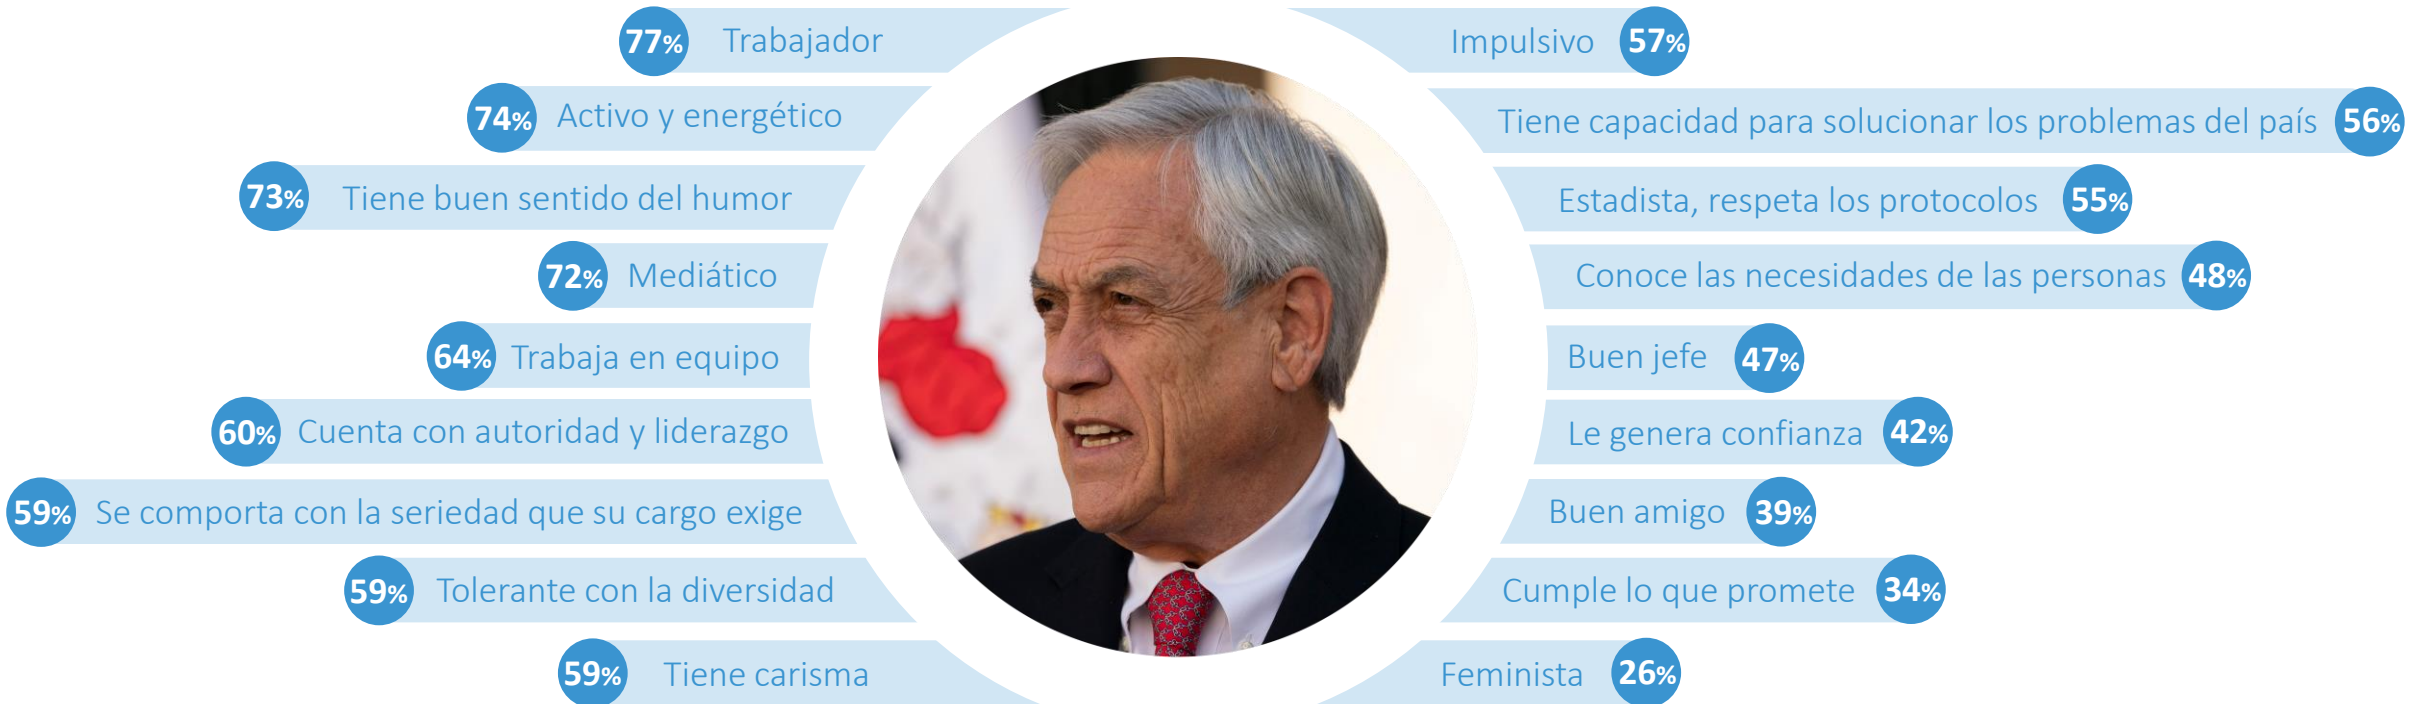 77% Trabajador
74% Activo y energético
73% Tiene buen sentido del humor
72% Mediático
64% Trabaja en equipo
60% Cuenta con autoridad y liderazgo
59% Se comporta con la seriedad que su cargo exige
59% Tolerante con la diversidad
59% Tiene carisma
Impulsivo 57%
Tiene capacidad para solucionar los problemas del país 56%
Estadista, respeta los protocolos 55%
Conoce las necesidades de las personas 48%
Buen jefe 47%
Le genera confianza 42%
Buen amigo 39%
Cumple lo que promete 34%
Feminista 26%